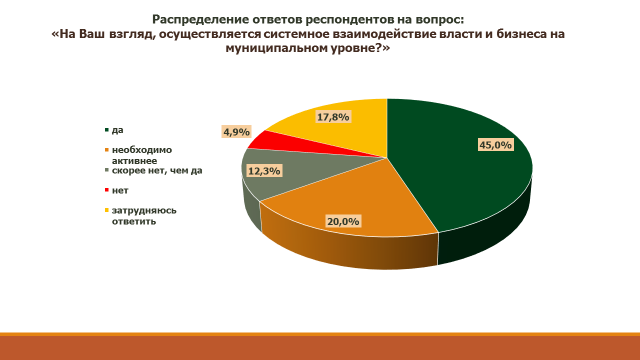 Распределение ответов респондентов на вопрос:
«На Ваш взгляд, осуществляется системное взаимодействие власти и бизнеса на
муниципальном уровне?»
да
необходимо
активнее
скорее нет, чем да
нет
затрудняюсь
ответить
17,8%
4,9%
45,0%
12,3%
20,0%